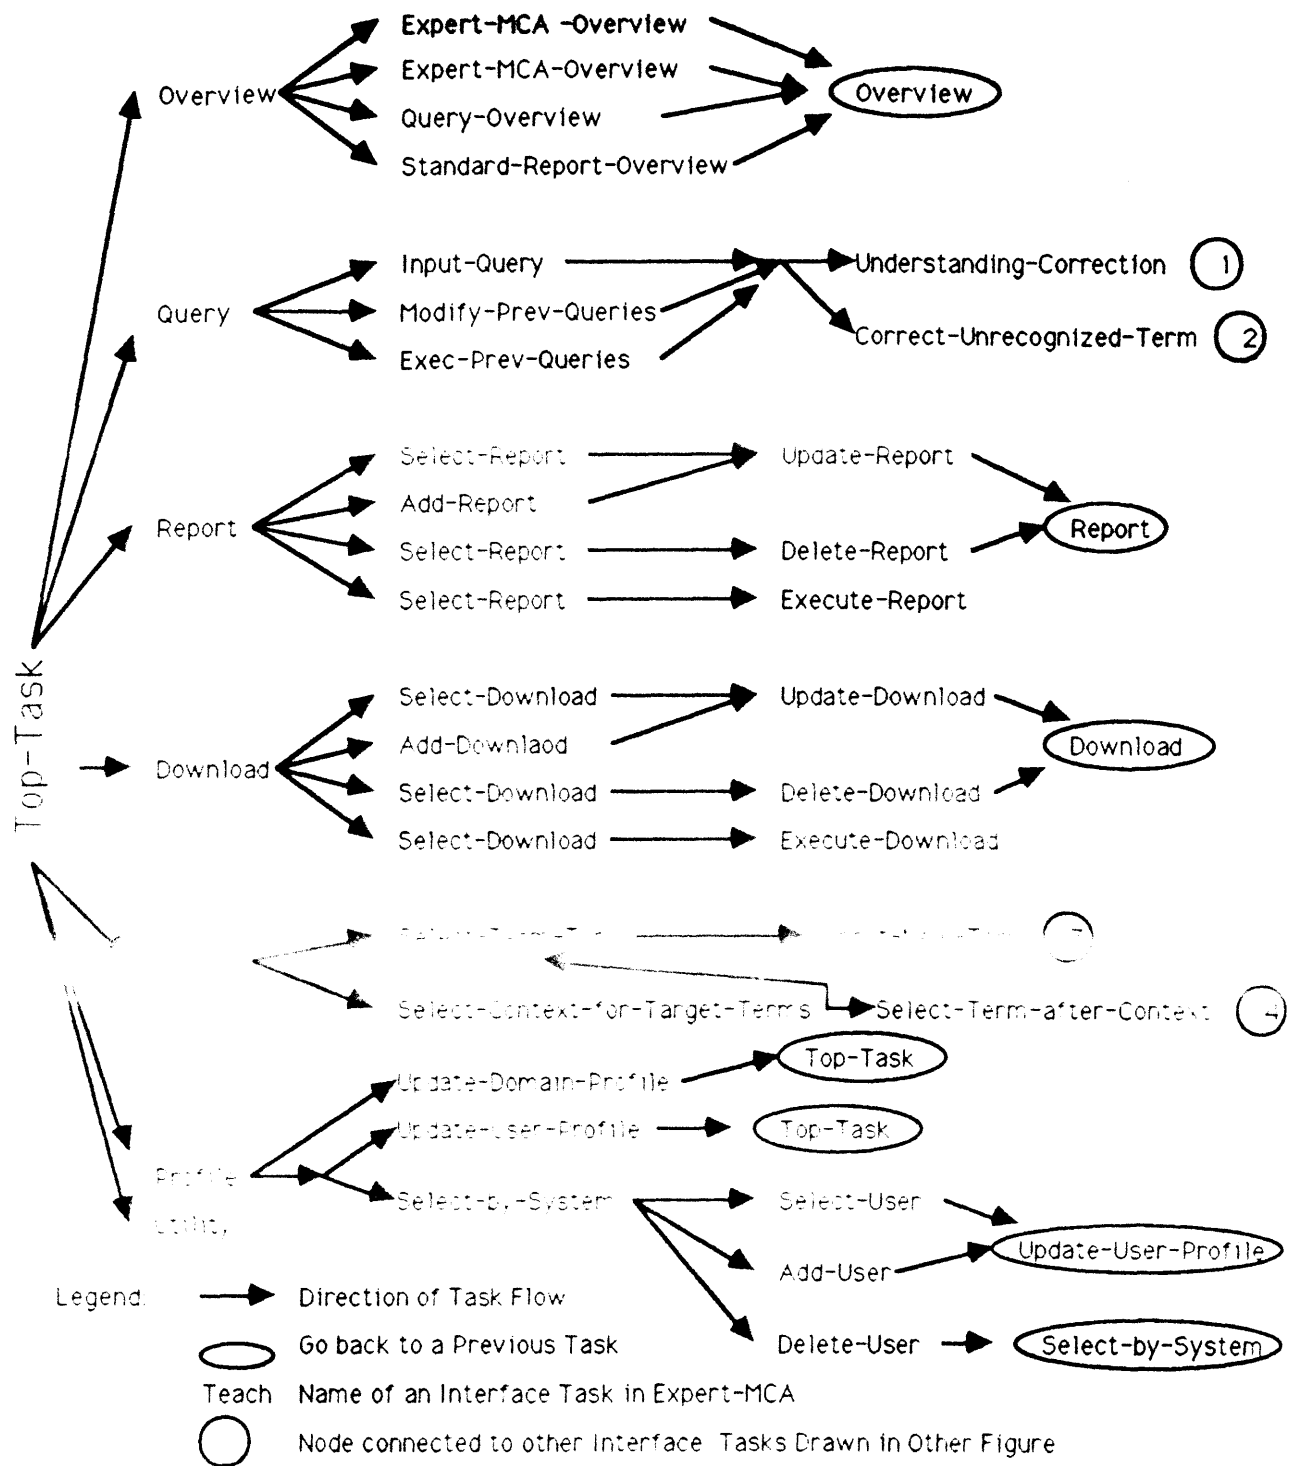 Expert-MCA -Overview
Overview Expert-MCA-Overview Overview
Query-Overview
Standard-Report-Overview
Input-Query Understanding-Correction 1
Query Modify-Prev-Queries
Exec-Prev-Queries Correct-Unrecognized-Term 2
Select-Report Update-Report
Add-Report
Report Report
Select-Report Delete-Report
Select-Report Execute-Report
Top-Task
Select-Download Update-Download
Add-Downlaod Download
Download
Select-Download Delete-Download
Select-Download Execute-Download
Select-Context-for-Target-Terms Select-Term-after-Context 4
Top-Task
Update-Domain-Profile
Update-User-Profile Top-Task
Profile
Select-by-System Select-User
Utility
Update-User-Profile
Add-User
Legend: Direction of Task Flow
Go back to a Previous Task
Delete-User Select-by-System
Teach Name of an Interface Task in Expert-MCA
Node connected to other Interface Tasks Drawn in Other Figure